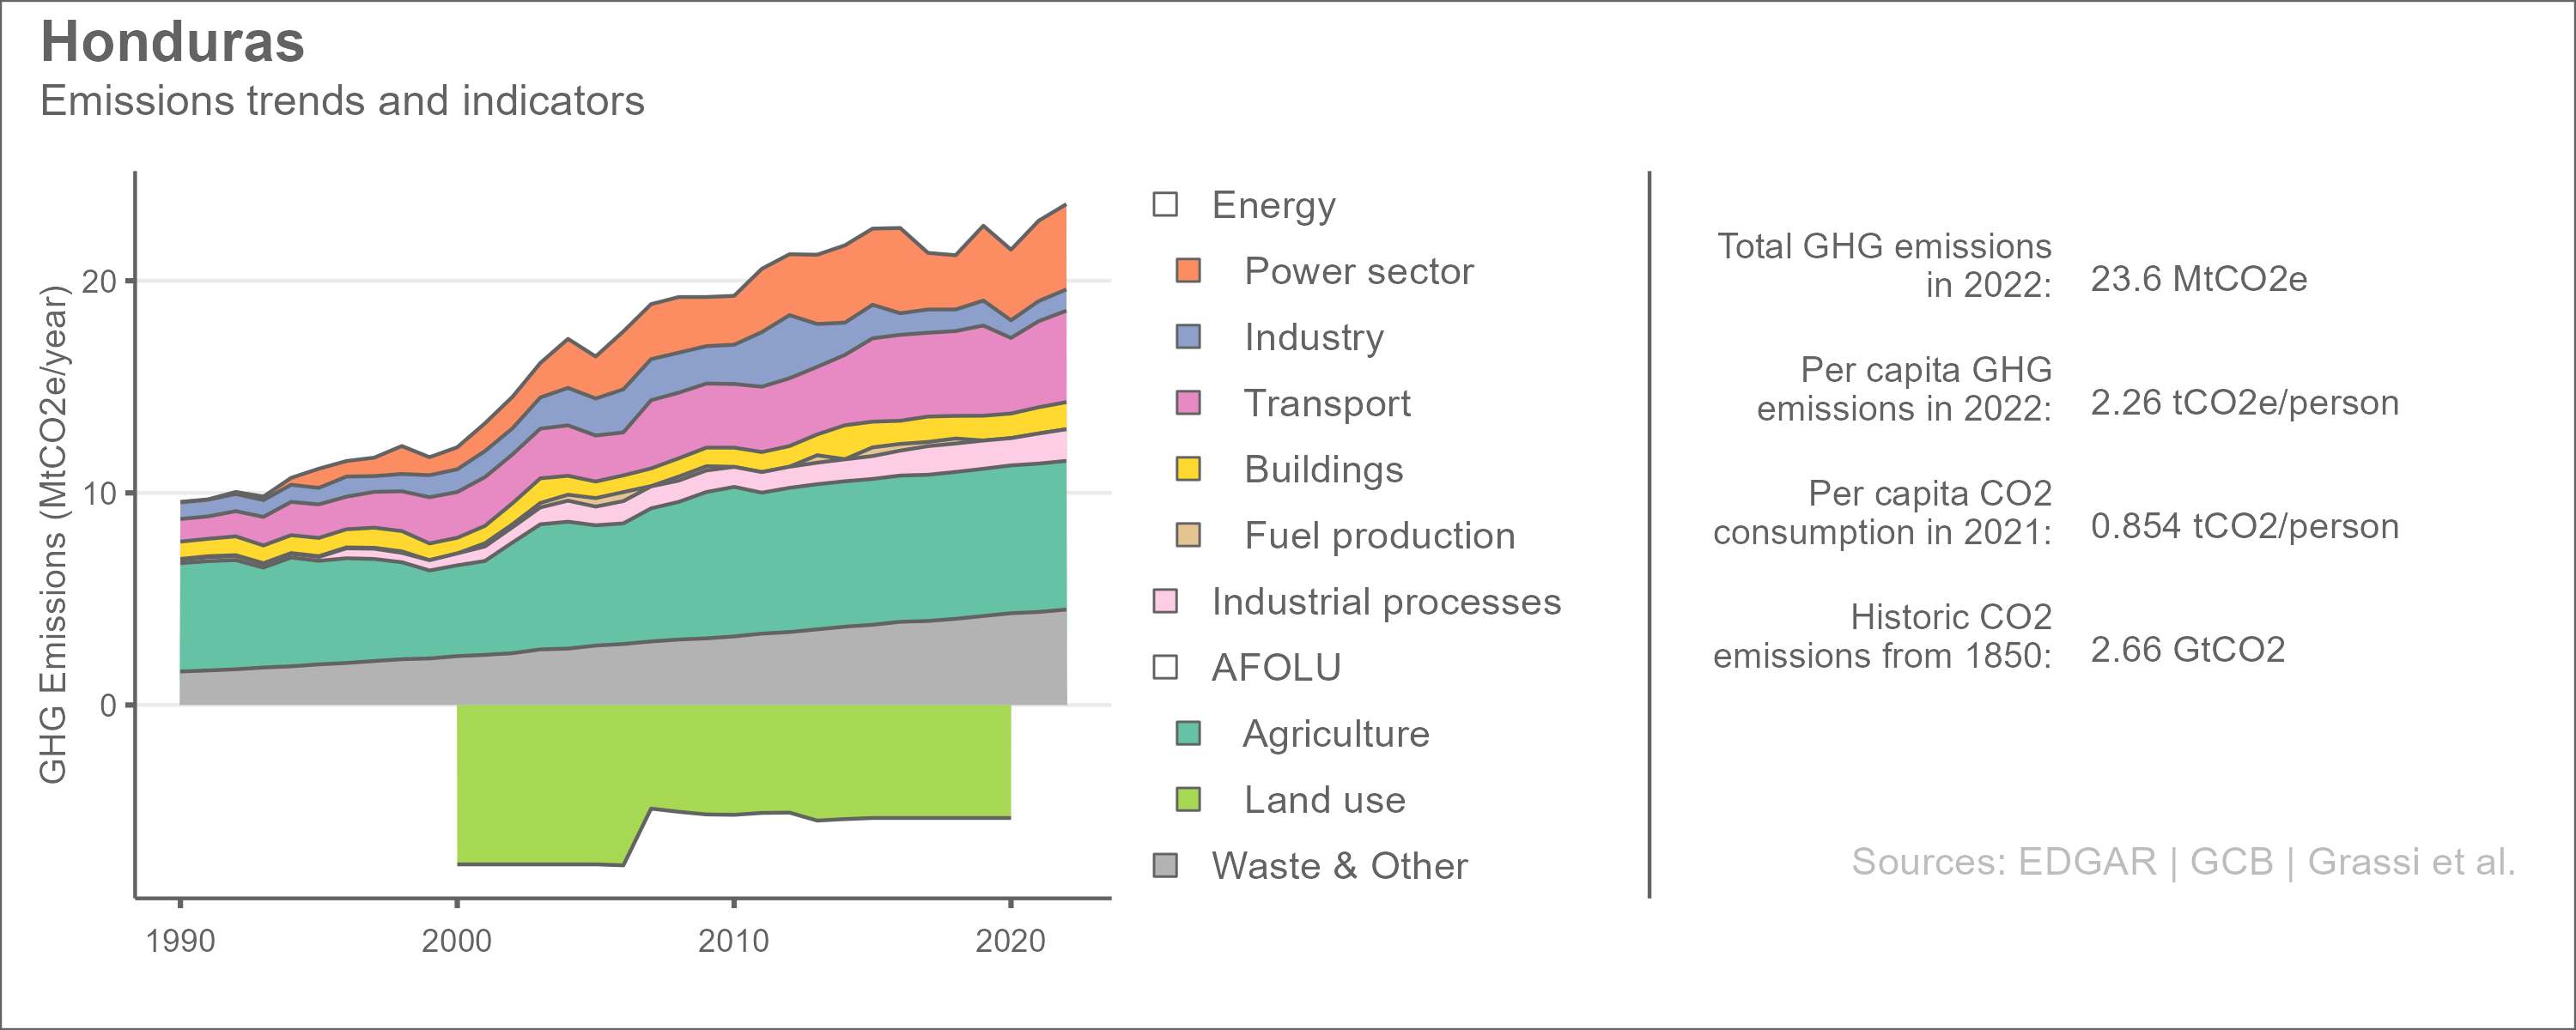 Honduras
Emissions trends and indicators
GHG Emissions (MtCO2e/year)
20
10
0
1990
2000
2010
2020
Energy
Power sector
Industry
Transport
Buildings
Fuel production
Industrial processes
AFOLU
Agriculture
Land use
Waste & Other
Total GHG emissions
in 2022:
23.6 MtCO2e
Per capita GHG
emissions in 2022:
2.26 tCO2e/person
Per capita CO2
consumption in 2021:
0.854 tCO2/person
Historic CO2
emissions from 1850:
2.66 GtCO2
Sources: EDGAR | GCB | Grassi et al.